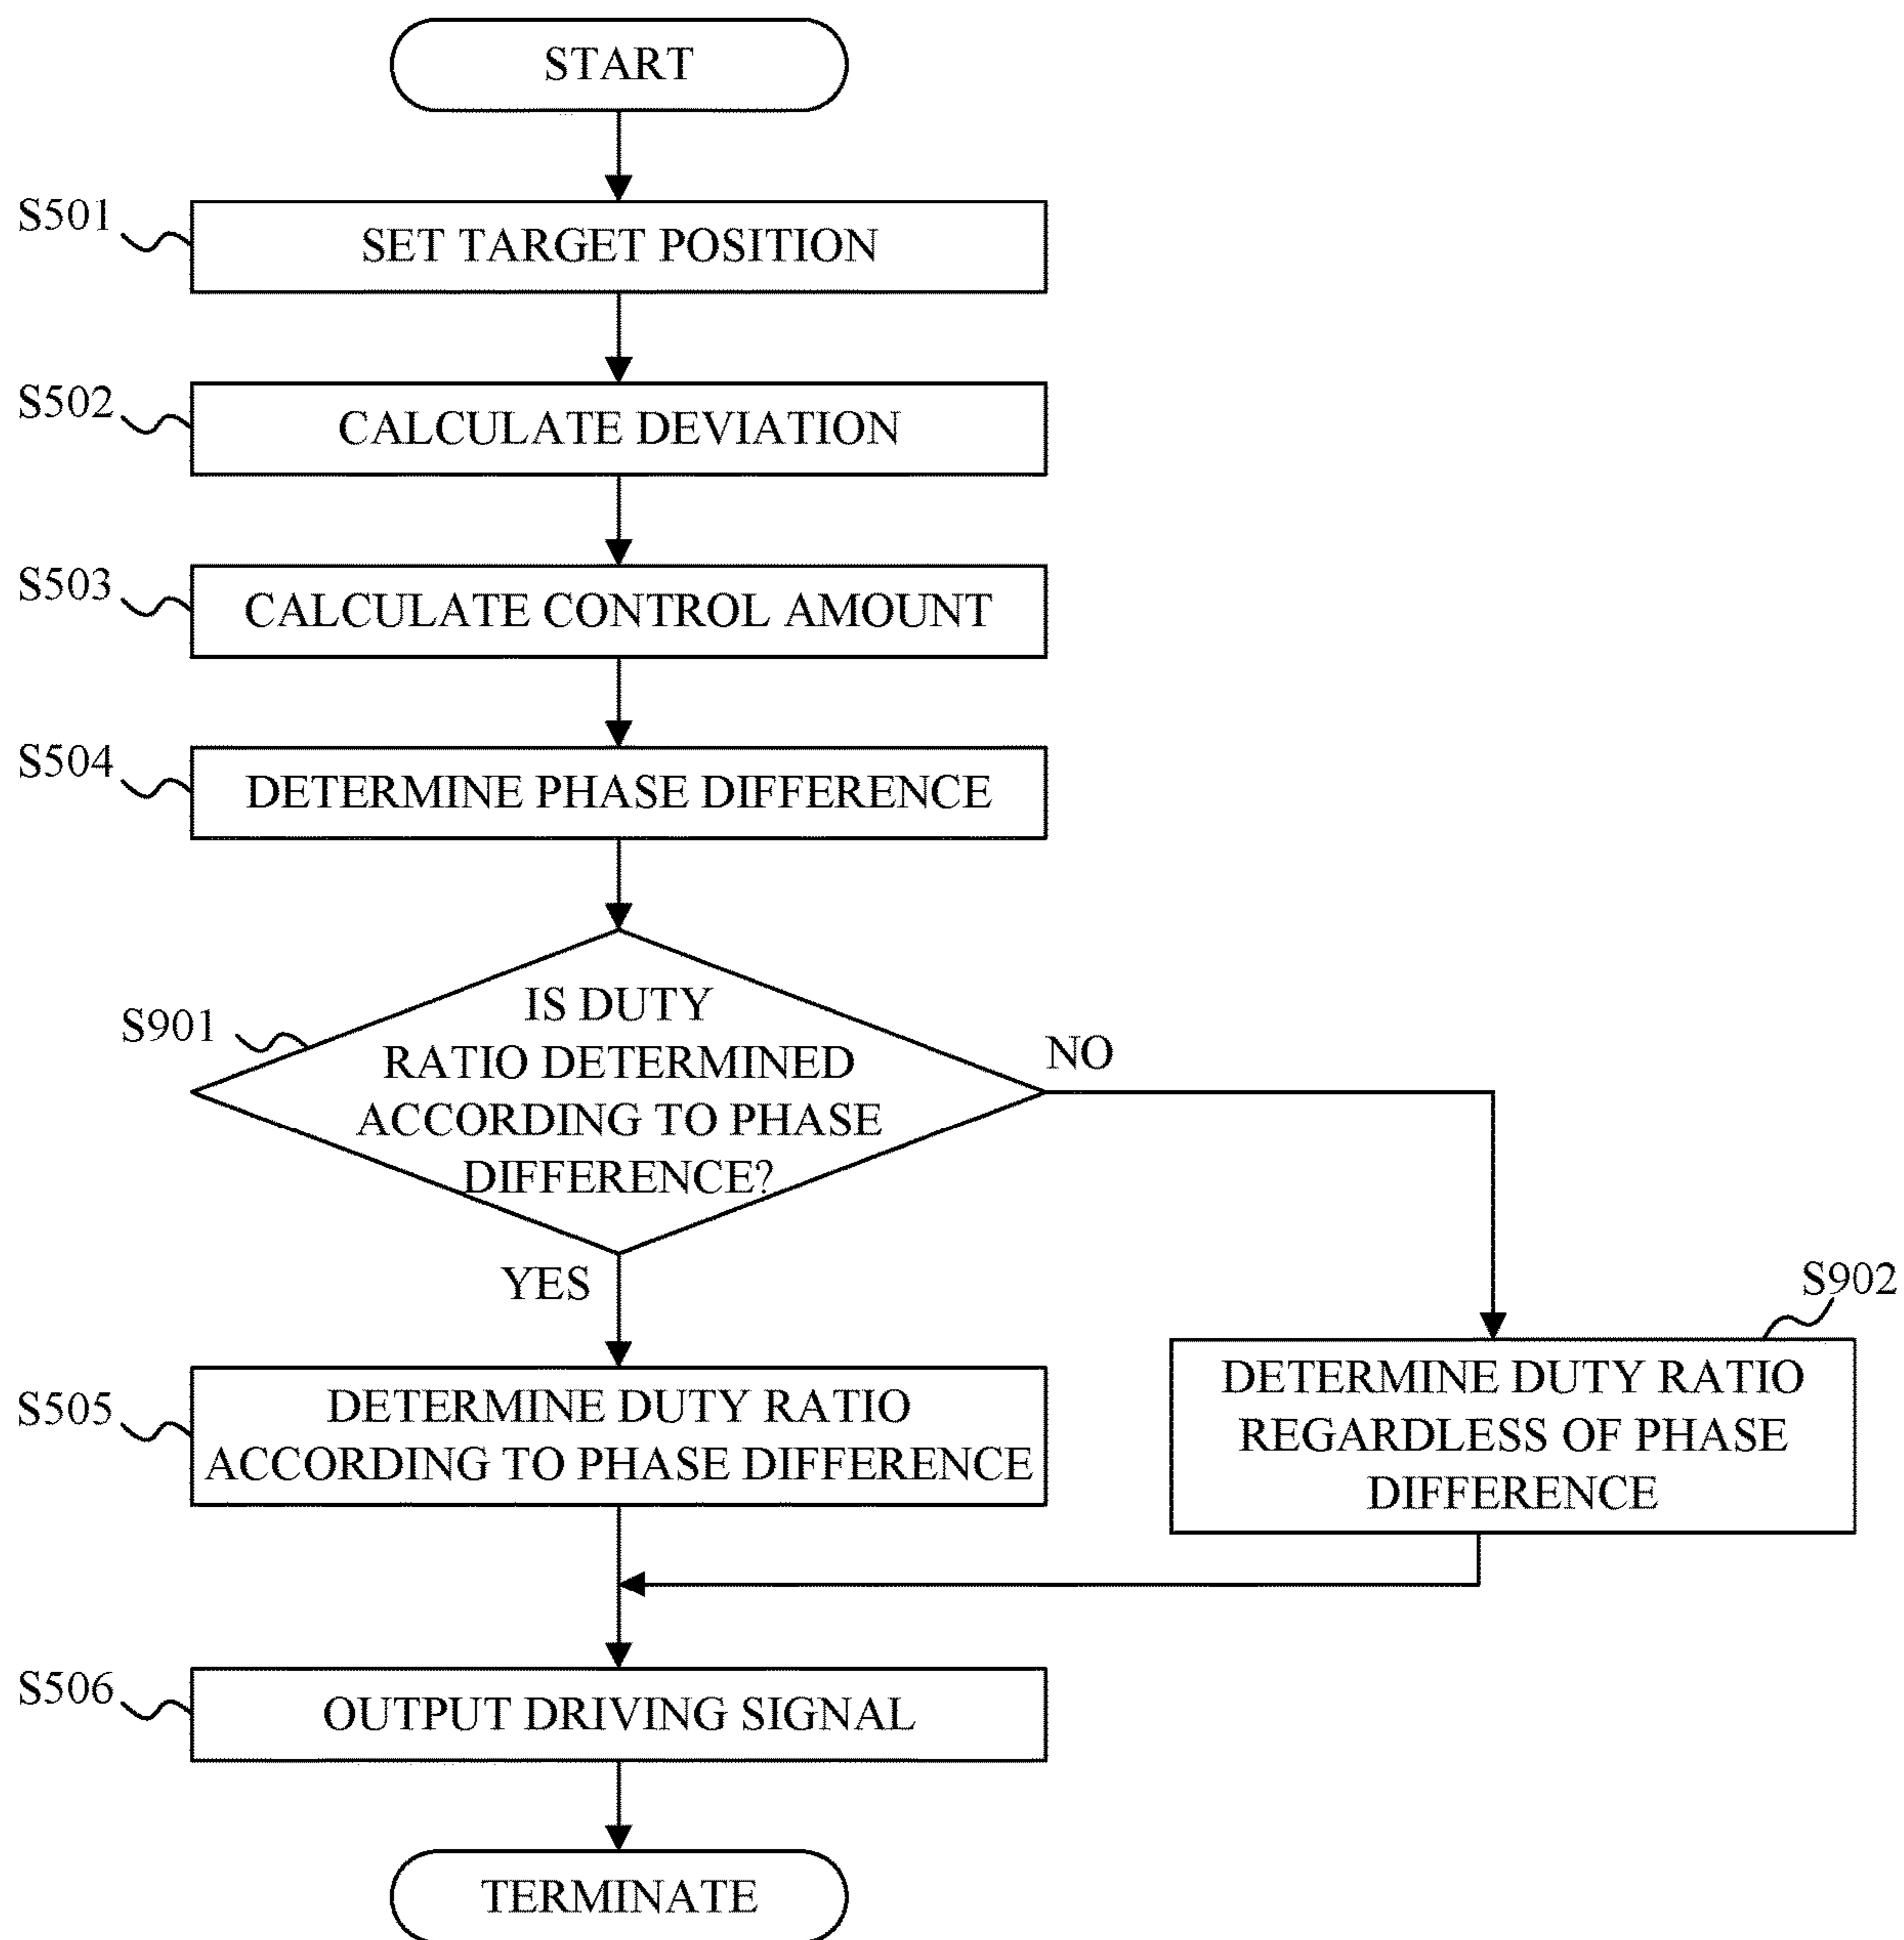 START
S501
SET TARGET POSITION
S502
CALCULATE DEVIATION
S503
CALCULATE CONTROL AMOUNT
S504
DETERMINE PHASE DIFFERENCE
S901
IS DUTY
RATIO DETERMINED
ACCORDING TO PHASE
DIFFERENCE?
NO
YES
S902
DETERMINE DUTY RATIO
REGARDLESS OF PHASE
DIFFERENCE
S505
DETERMINE DUTY RATIO
ACCORDING TO PHASE DIFFERENCE
S506
OUTPUT DRIVING SIGNAL
TERMINATE